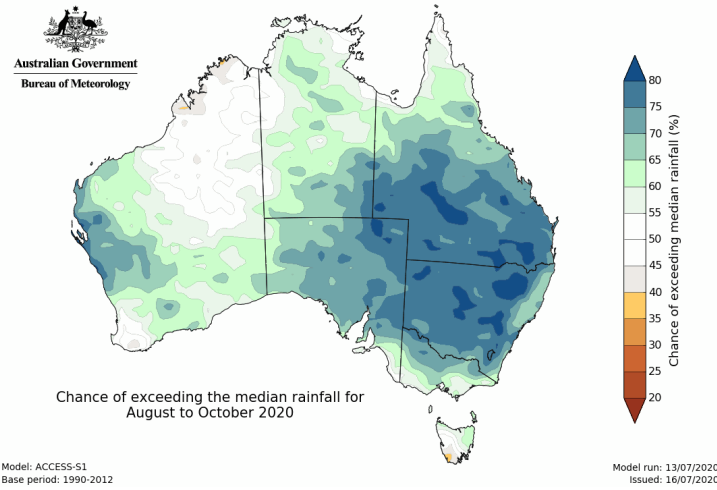 Australian Government
Bureau of Meteorology
80
75
70
65
60
55
50
45
40
35
30
25
20
Chance of exceeding median rainfall (%)
Chance of exceeding the median rainfall for
August to October 2020
Model: ACCESS-S1
Base period: 1990-2012
Model run: 13/07/2020
Issued: 16/07/2020